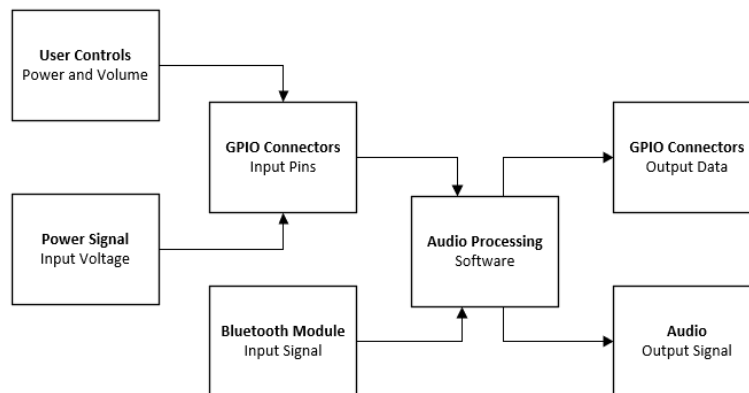 User Controls
Power and Volume
GPIO Connectors
Input Pins
GPIO Connectors
Output Data
Power Signal
Input Voltage
Audio Processing
Software
Bluetooth Module
Input Signal
Audio
Output Signal